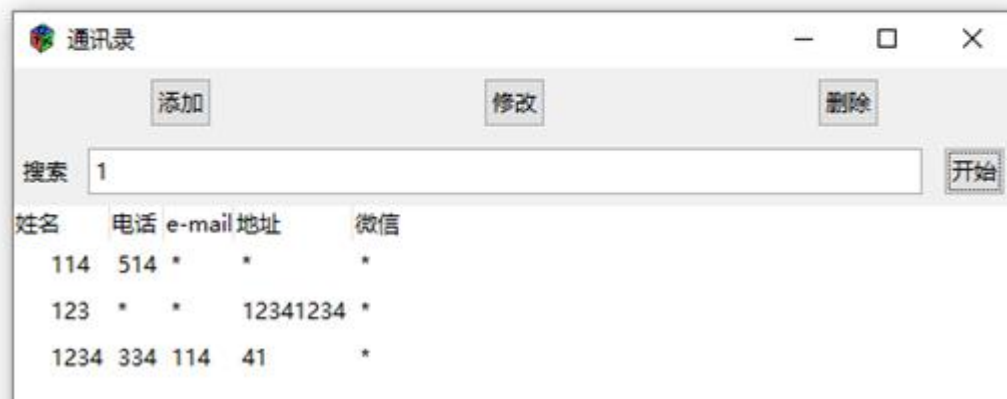 通讯录
添加 修改 删除
搜索 1 开始
姓名 电话 e-mail 地址 微信
114 514 * * *
123 * * 12341234 *
1234 334 114 41 *